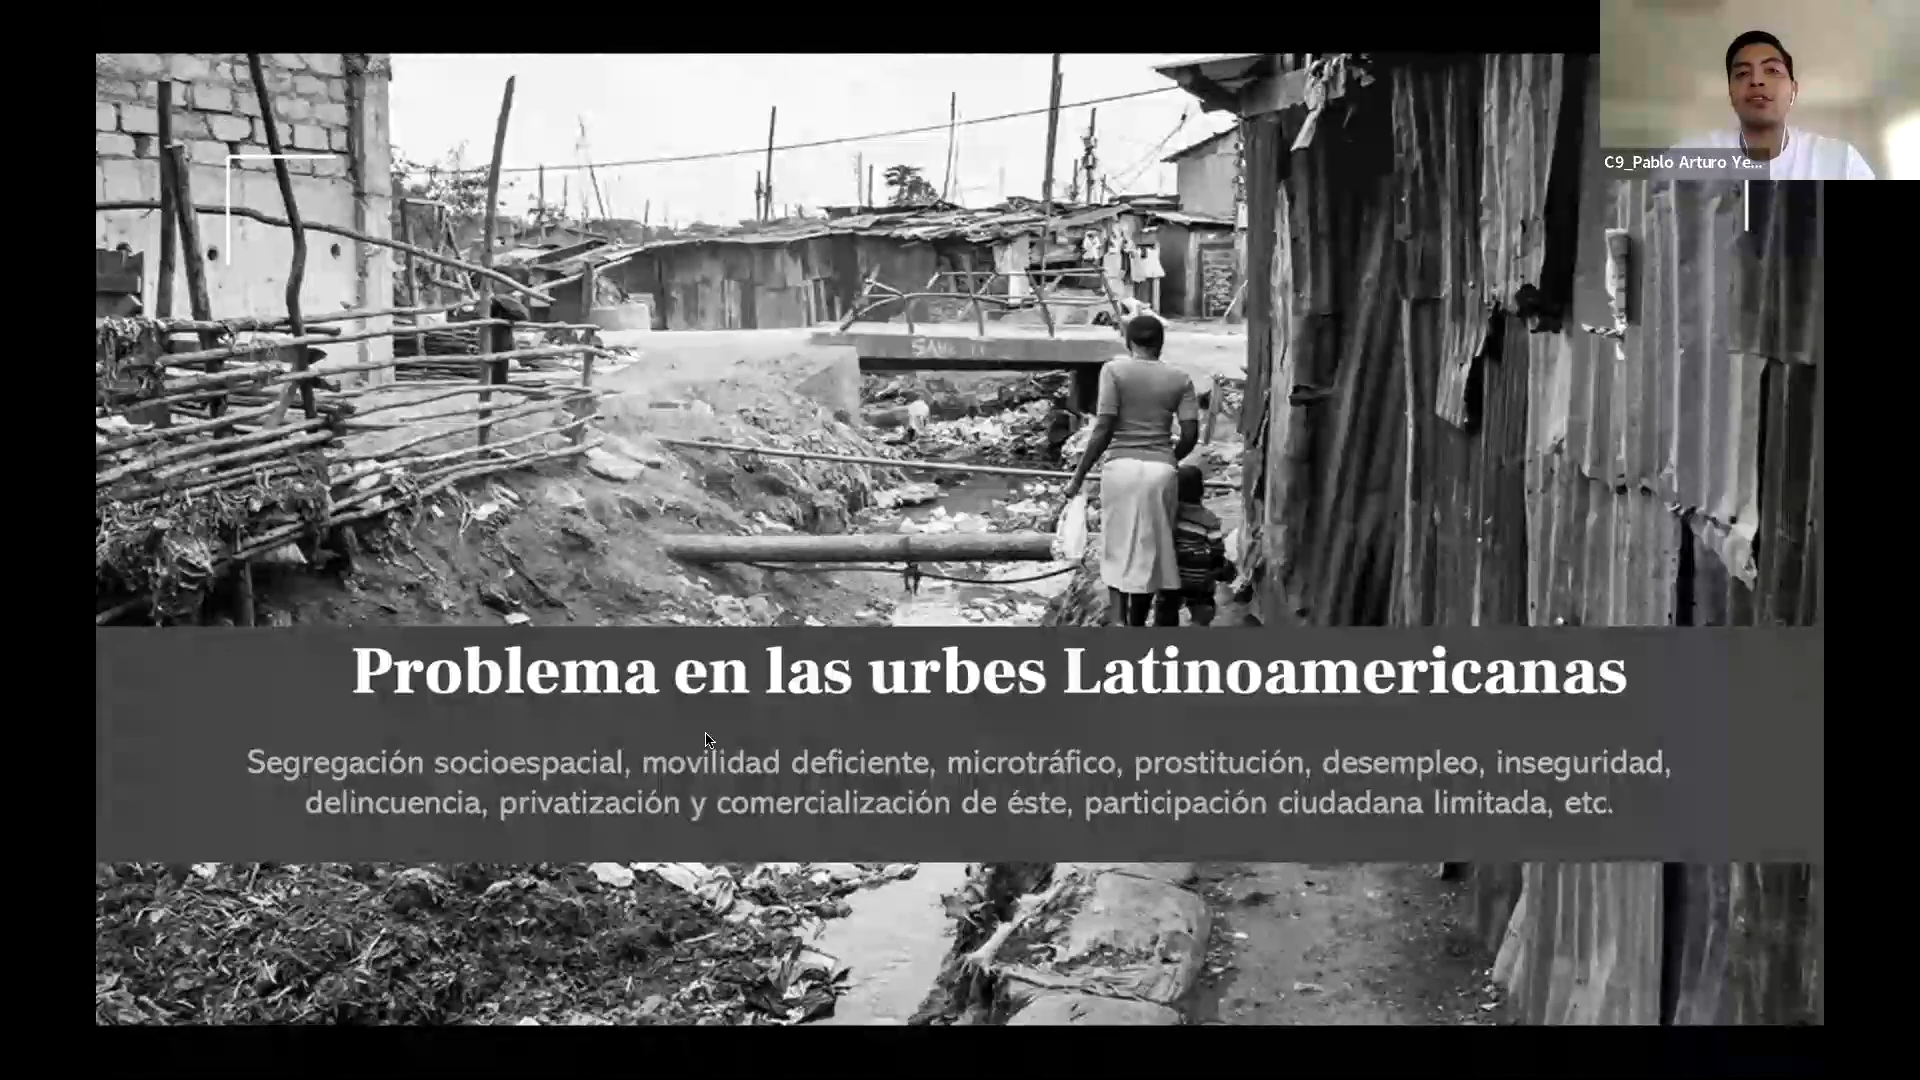 C9_Pablo Arturo Ye...
Problema en las urbes Latinoamericanas
Segregación socioespacial, movilidad deficiente, microtráfico, prostitución, desempleo, inseguridad,
delincuencia, privatización y comercialización de éste, participación ciudadana limitada, etc.